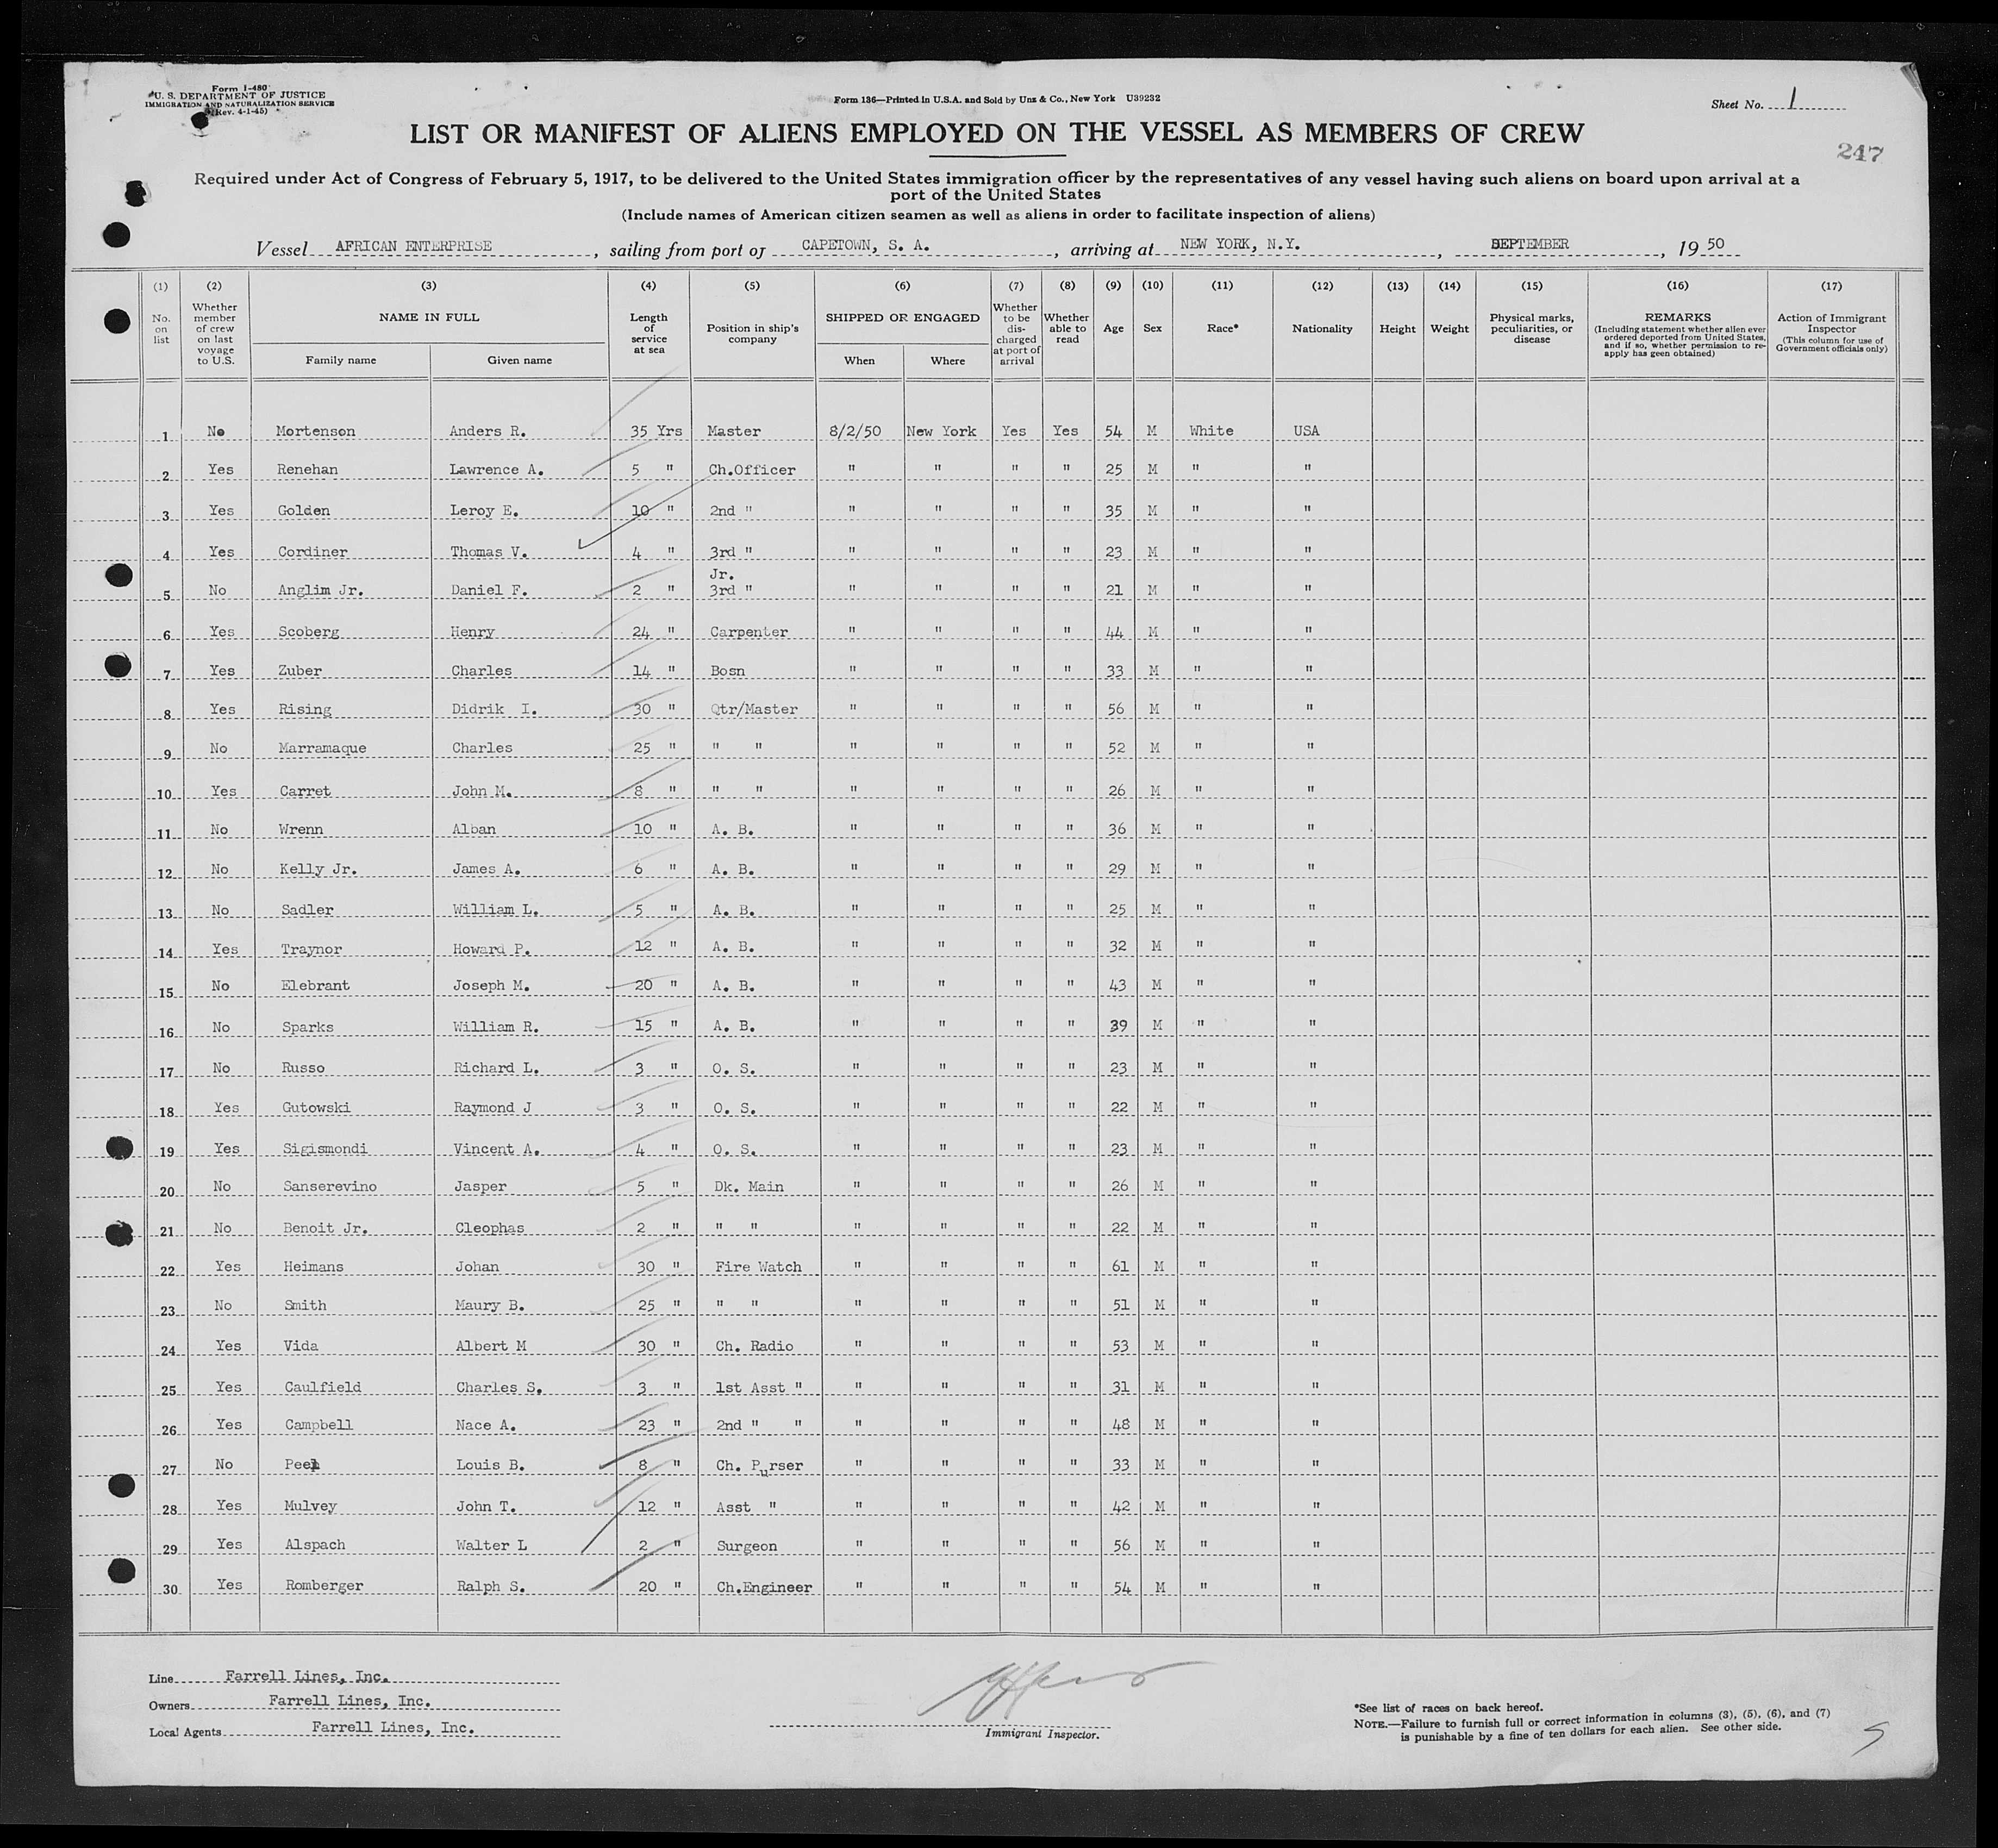 Form I-480
U. S. DEPARTMENT OF JUSTICE
IMMIGRATION AND NATURALIZATION SERVICE
(Rev. 4-1-45)
Form 136—Printed in U.S.A. and Sold by Unz & Co., New York U39232
Sheet No. 1
LIST OR MANIFEST OF ALIENS EMPLOYED ON THE VESSEL AS MEMBERS OF CREW
247
Required under Act of Congress of February 5, 1917, to be delivered to the United States immigration officer by the representatives of any vessel having such aliens on board upon arrival at a
port of the United States
(Include names of American citizen seamen as well as aliens in order to facilitate inspection of aliens)
Vessel AFRICAN ENTERPRISE, sailing from port of CAPETOWN, S. A., arriving at NEW YORK, N.Y., SEPTEMBER, 19 50
(1) No. on list
(2) Whether member of crew on last voyage to U.S.
(3) NAME IN FULL Family name Given name
(4) Length of service at sea
(5) Position in ship's company
(6) SHIPPED OR ENGAGED When Where
(7) Whether to be dis- charged at port of arrival
(8) Whether able to read
(9) Age
(10) Sex
(11) Race*
(12) Nationality
(13) Height
(14) Weight
(15) Physical marks, peculiarities, or disease
(16) REMARKS (Including statement whether alien ever ordered deported from United States, and if so, whether permission to re- apply has geen obtained)
(17) Action of Immigrant Inspector (This column for use of Government officials only)
1 No Mortenson Anders R. 35 Yrs Master 8/2/50 New York Yes Yes 54 M White USA
2 Yes Renehan Lawrence A. 5 " Ch.Officer " " " " 25 M " "
3 Yes Golden Leroy E. 10 " 2nd " " " " " 35 M " "
4 Yes Cordiner Thomas V. 4 " 3rd " " " " " 23 M " "
Jr.
5 No Anglim Jr. Daniel F. 2 " 3rd " " " " " 21 M " "
6 Yes Scoberg Henry 24 " Carpenter " " " " 44 M " "
7 Yes Zuber Charles 14 " Bosn " " " " 33 M " "
8 Yes Rising Didrik I. 30 " Qtr/Master " " " " 56 M " "
9 No Marramaque Charles 25 " " " " " " " 52 M " "
10 Yes Carret John M. 8 " " " " " " " 26 M " "
11 No Wrenn Alban 10 " A. B. " " " " 36 M " "
12 No Kelly Jr. James A. 6 " A. B. " " " " 29 M " "
13 No Sadler William L. 5 " A. B. " " " " 25 M " "
14 Yes Traynor Howard P. 12 " A. B. " " " " 32 M " "
15 No Elebrant Joseph M. 20 " A. B. " " " " 43 M " "
16 No Sparks William R. 15 " A. B. " " " " 39 M " "
17 No Russo Richard L. 3 " O. S. " " " " 23 M " "
18 Yes Gutowski Raymond J 3 " O. S. " " " " 22 M " "
19 Yes Sigismondi Vincent A. 4 " O. S. " " " " 23 M " "
20 No Sanserevino Jasper 5 " Dk. Main " " " " 26 M " "
21 No Benoit Jr. Cleophas 2 " " " " " " " 22 M " "
22 Yes Heimans Johan 30 " Fire Watch " " " " 61 M " "
23 No Smith Maury B. 25 " " " " " " " 51 M " "
24 Yes Vida Albert M 30 " Ch. Radio " " " " 53 M " "
25 Yes Caulfield Charles S. 3 " 1st Asst " " " " " 31 M " "
26 Yes Campbell Nace A. 23 " 2nd " " " " " " 48 M " "
27 No Peel Louis B. 8 " Ch. Purser " " " " 33 M " "
28 Yes Mulvey John T. 12 " Asst " " " " " 42 M " "
29 Yes Alspach Walter L 2 " Surgeon " " " " 56 M " "
30 Yes Romberger Ralph S. 20 " Ch.Engineer " " " " 54 M " "
Line Farrell Lines, Inc.
Owners Farrell Lines, Inc.
Local Agents Farrell Lines, Inc.
Immigrant Inspector.
*See list of races on back hereof.
NOTE.—Failure to furnish full or correct information in columns (3), (5), (6), and (7)
is punishable by a fine of ten dollars for each alien. See other side.